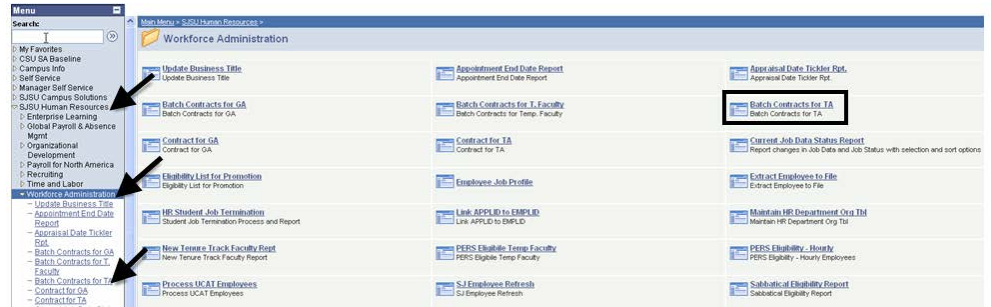 Menu
Search:
My Favorites
CSU SA Baseline
Campus Info
Self Service
Manager Self Service
SJSU Campus Solutions
SJSU Human Resources
Enterprise Learning
Global Payroll & Absence
Mgmt
Organizational
Development
Payroll for North America
Recruiting
Time and Labor
Workforce Administration
Update Business Title
Appointment End Date
Report
Appraisal Date Tickler
Rpt.
Batch Contracts for GA
Batch Contracts for T.
Faculty
Batch Contracts for TA
Contract for GA
Contract for TA
Main Menu > SJSU Human Resources >
Workforce Administration
Update Business Title
Update Business Title
Appointment End Date Report
Appointment End Date Report
Appraisal Date Tickler Rpt.
Appraisal Date Tickler Rpt.
Batch Contracts for GA
Batch Contracts for GA
Batch Contracts for T. Faculty
Batch Contracts for Temp. Faculty
Batch Contracts for TA
Batch Contracts for TA
Contract for GA
Contract for GA
Contract for TA
Contract for TA
Current Job Data Status Report
Report changes in Job Data and Job Status with selection and sort options
Eligibility List for Promotion
Eligibility List for Promotion
Employee Job Profile
Extract Employee to File
Extract Employee to File
HR Student Job Termination
Student Job Termination Process and Report
Link APPLID to EMPLID
Link APPLID to EMPLID
Maintain HR Department Org Tbl
Maintain HR Department Org Tbl
New Tenure Track Faculty Rept
New Tenure Track Faculty Report
PERS Eligibile Temp Faculty
PERS Eligible Temp Faculty
PERS Eligibility - Hourly
PERS Eligibility - Hourly Employees
Process UCAT Employees
Process UCAT Employees
SJ Employee Refresh
SJ Employee Refresh
Sabbatical Eligibility Report
Sabbatical Eligibility Report